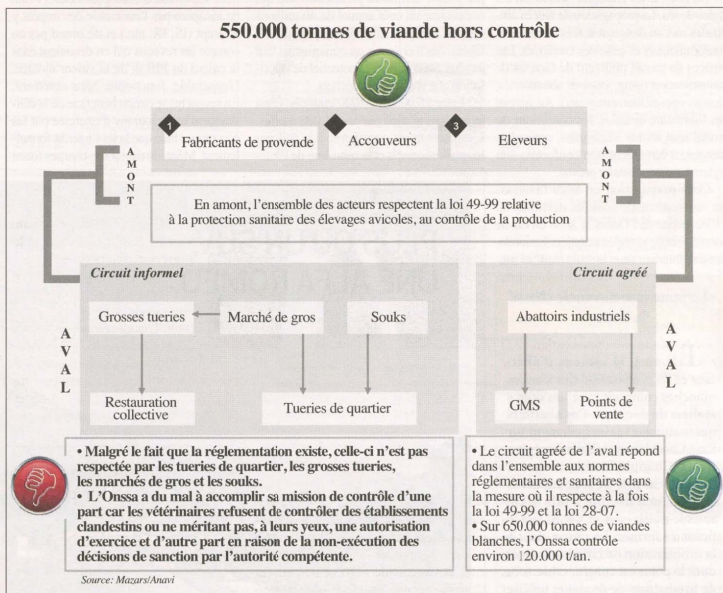 550.000 tonnes de viande hors contrôle
1
Fabricants de provende
Accouveurs
3
Eleveurs
AMONT
AMONT
En amont, l'ensemble des acteurs respectent la loi 49-99 relative
à la protection sanitaire des élevages avicoles, au contrôle de la production
Circuit informel
Circuit agréé
Grosses tueries
Marché de gros
Souks
Abattoirs industriels
AVAL
AVAL
Restauration
collective
Tueries de quartier
GMS
Points de
vente
• Malgré le fait que la réglementation existe, celle-ci n'est pas
respectée par les tueries de quartier, les grosses tueries,
les marchés de gros et les souks.
• L'Onssa a du mal à accomplir sa mission de contrôle d'une
part car les vétérinaires refusent de contrôler des établissements
clandestins ou ne méritant pas, à leurs yeux, une autorisation
d'exercice et d'autre part en raison de la non-exécution des
décisions de sanction par l'autorité compétente.
• Le circuit agréé de l'aval répond
dans l'ensemble aux normes
réglementaires et sanitaires dans
la mesure où il respecte à la fois
la loi 49-99 et la loi 28-07.
• Sur 650.000 tonnes de viandes
blanches, l'Onssa contrôle
environ 120.000 t/an.
Source: Mazars/Anavi